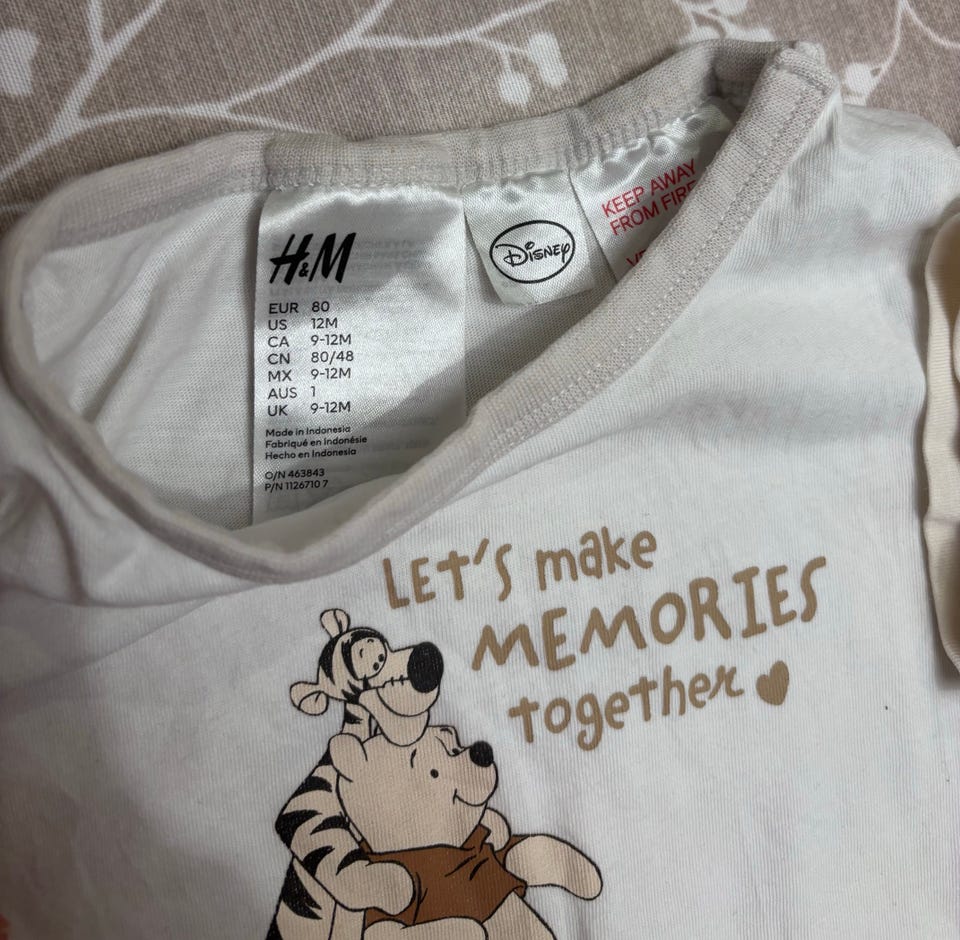 H&M
EUR 80
US 12M
CA 9-12M
CN 80/48
MX 9-12M
AUS 1
UK 9-12M
Made in Indonesia
Fabriqué en Indonésie
Hecho en Indonesia
O/N 463843
P/N 1126710 7
Disney
KEEP AWAY
FROM FIRE
LET'S make
MEMORIES
together